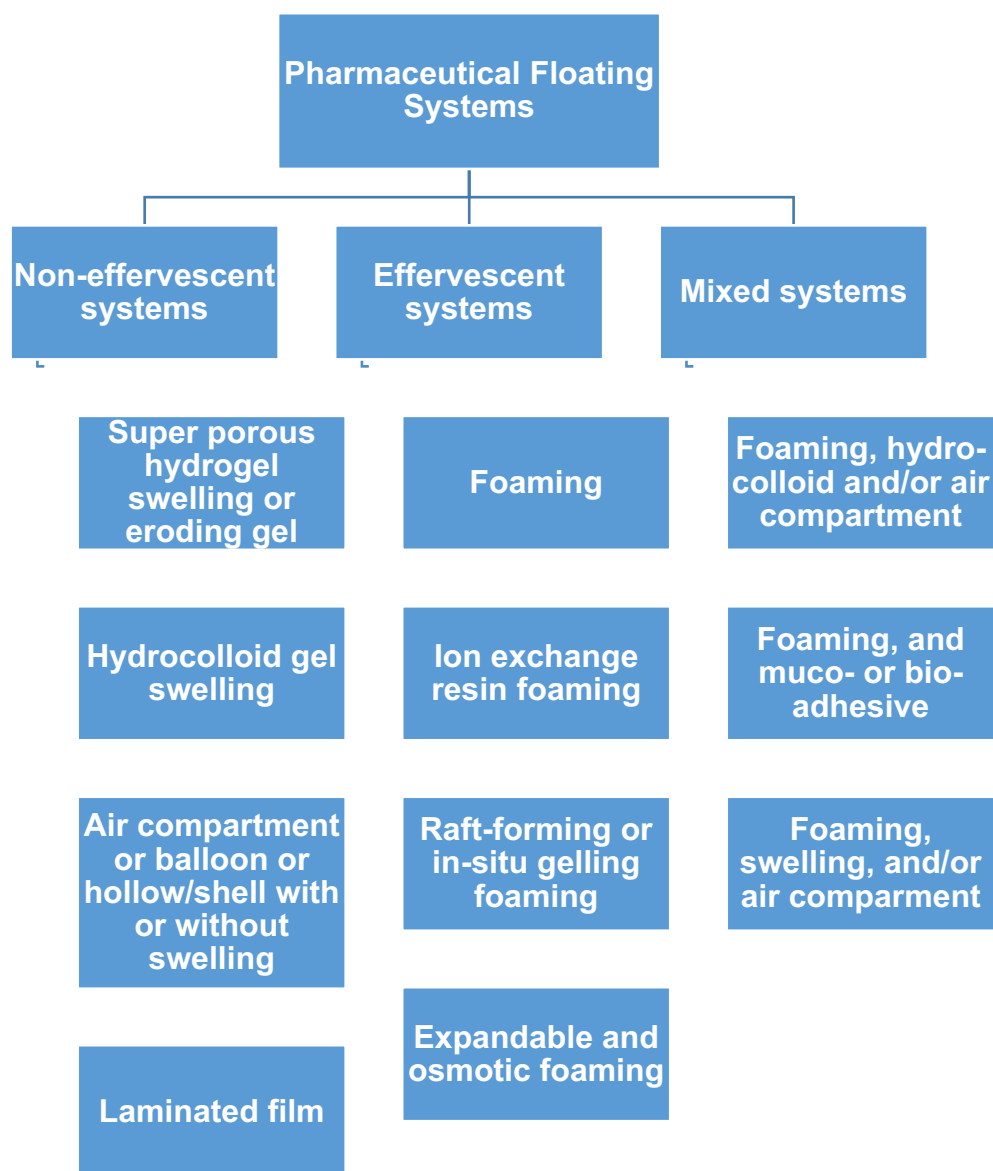 Pharmaceutical Floating
Systems
Non-effervescent
systems
Effervescent
systems
Mixed systems
Super porous
hydrogel
swelling or
eroding gel
Hydrocolloid gel
swelling
Air compartment
or balloon or
hollow/shell with
or without
swelling
Laminated film
Foaming
Ion exchange
resin foaming
Raft-forming or
in-situ gelling
foaming
Expandable and
osmotic foaming
Foaming, hydro-
colloid and/or air
compartment
Foaming, and
muco- or bio-
adhesive
Foaming,
swelling, and/or
air comparment